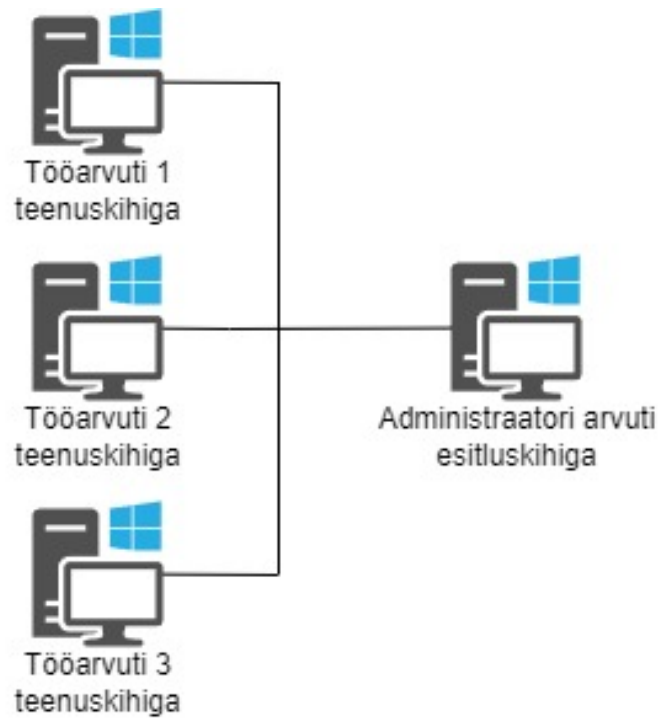 Tööarvuti 1
teenuskihiga
Tööarvuti 2
teenuskihiga
Administraatori arvuti
esitluskihiga
Tööarvuti 3
teenuskihiga